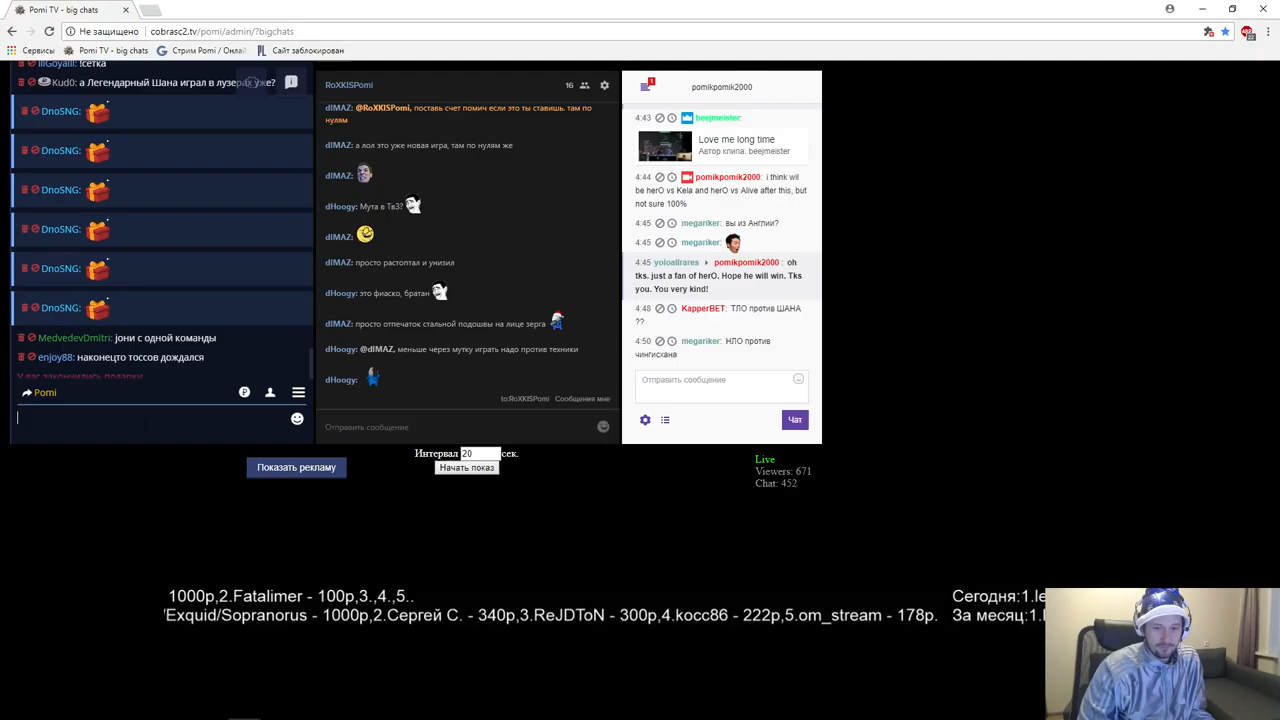 Pomi TV - big chats
Не защищено
cobrasc2.tv/pomi/admin/?bigchats
Сервисы
Pomi TV - big chats
Стрим Pomi / Онлай
Сайт заблокирован
IIIGoyaIII: !сетка
Kud0: а Легендарный Шана играл в лузерах уже?
DnoSNG:
DnoSNG:
DnoSNG:
DnoSNG:
DnoSNG:
DnoSNG:
MedvedevDmitri: jони с одной команды
enjoy88: наконецто тоссов дождался
У вас закончились подарки
Pomi
RoXKISPomi
16
dIMAZ: @RoXKISPomi, поставь счет помич если это ты ставишь. там по
нулям
dIMAZ: а лол это уже новая игра, там по нулям же
dIMAZ:
dHoogy: Мута в Твз?
dIMAZ:
dIMAZ: просто растоптал и унизил
dHoogy: это фиаско, братан
dIMAZ: просто отпечаток стальной подошвы на лице зерга
dHoogy: @dIMAZ, меньше через мутку играть надо против техники
dHoogy:
to:RoXKISPomi Сообщения мне
Отправить сообщение
1
pomikpomik2000
4:43 beejmeister:
Love me long time
Автор клипа: beejmeister
4:44 pomikpomik2000: i think wil
be herO vs Kela and herO vs Alive after this, but
not sure 100%
4:45 megariker: вы из Англии?
4:45 megariker:
4:45 yoloallrares pomikpomik2000 : oh
tks. just a fan of herO. Hope he will win. Tks
you. You very kind!
4:48 KapperBET: ТЛО против ШАНА
??
4:50 megariker: НЛО против
чингисхана
Отправить сообщение
Чат
Показать рекламу
Интервал 20 сек.
Начать показ
Live
Viewers: 671
Chat: 452
1000р,2.Fatalimer - 100р,3.,4.,5..
/Exquid/Sopranorus - 1000р,2.Сергей С. - 340р,3.ReJDToN - 300р,4.kocc86 - 222р,5.om_stream - 178р.
Сегодня:1.le
За месяц:1.